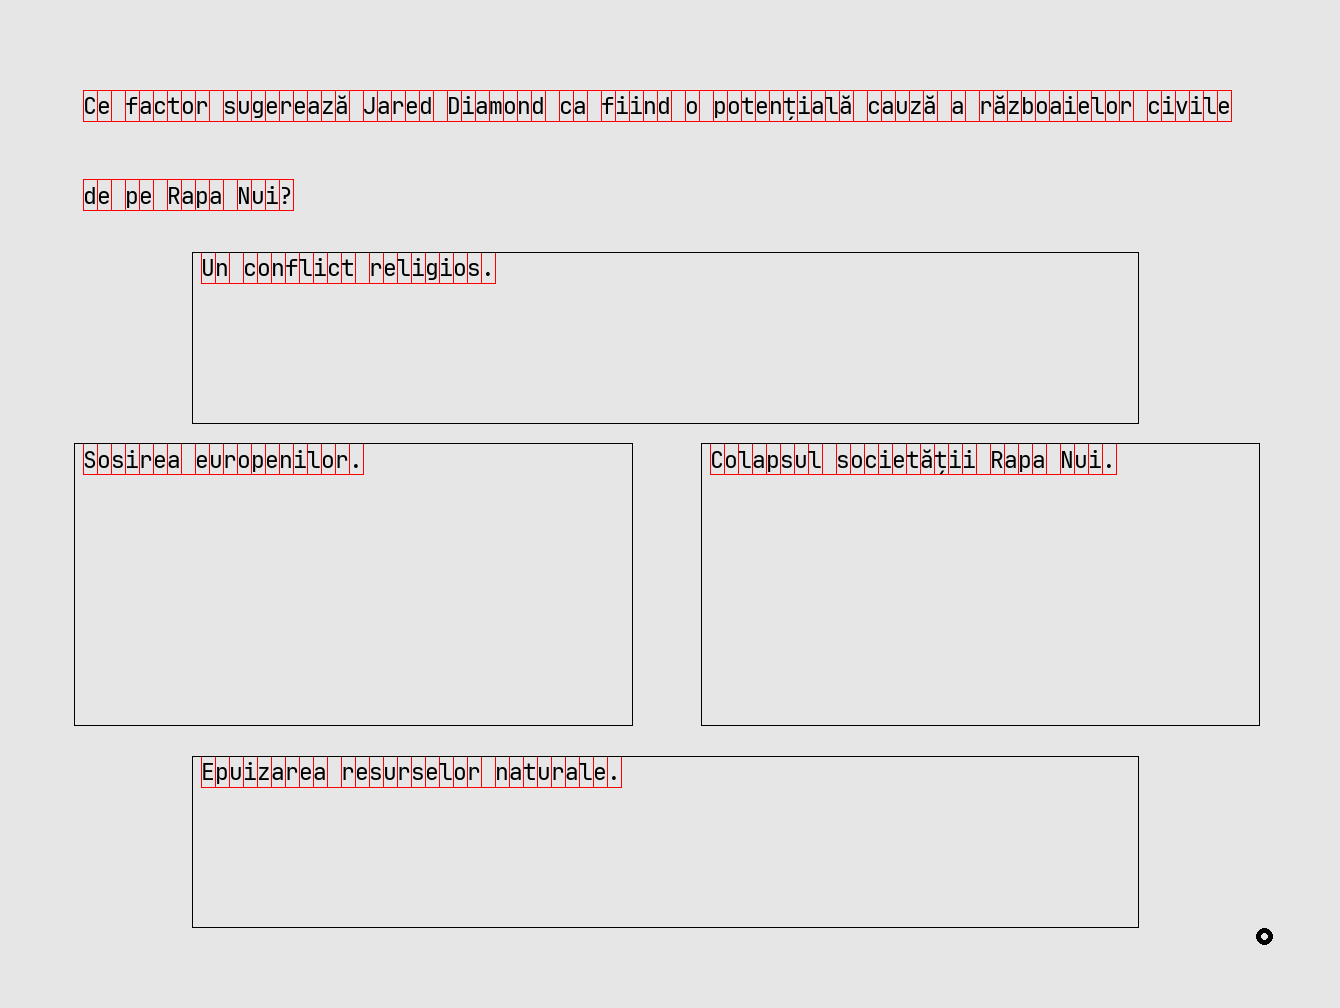 Ce factor sugerează Jared Diamond ca fiind o potențială cauză a războaielor civile
de pe Rapa Nui?
Un conflict religios.
Sosirea europenilor.
Colapsul societății Rapa Nui.
Epuizarea resurselor naturale.